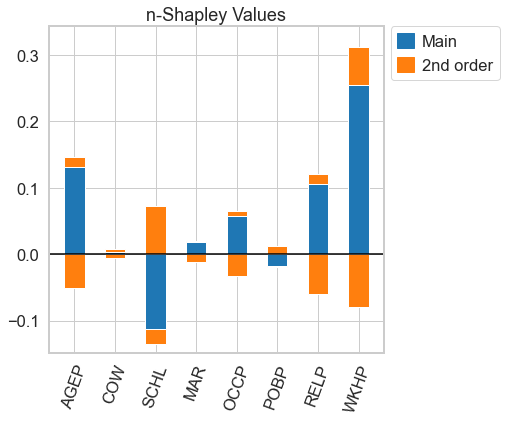 n-Shapley Values
Main
2nd order
0.3
0.2
0.1
0.0
−0.1
AGEP
COW
SCHL
MAR
OCCP
POBP
RELP
WKHP